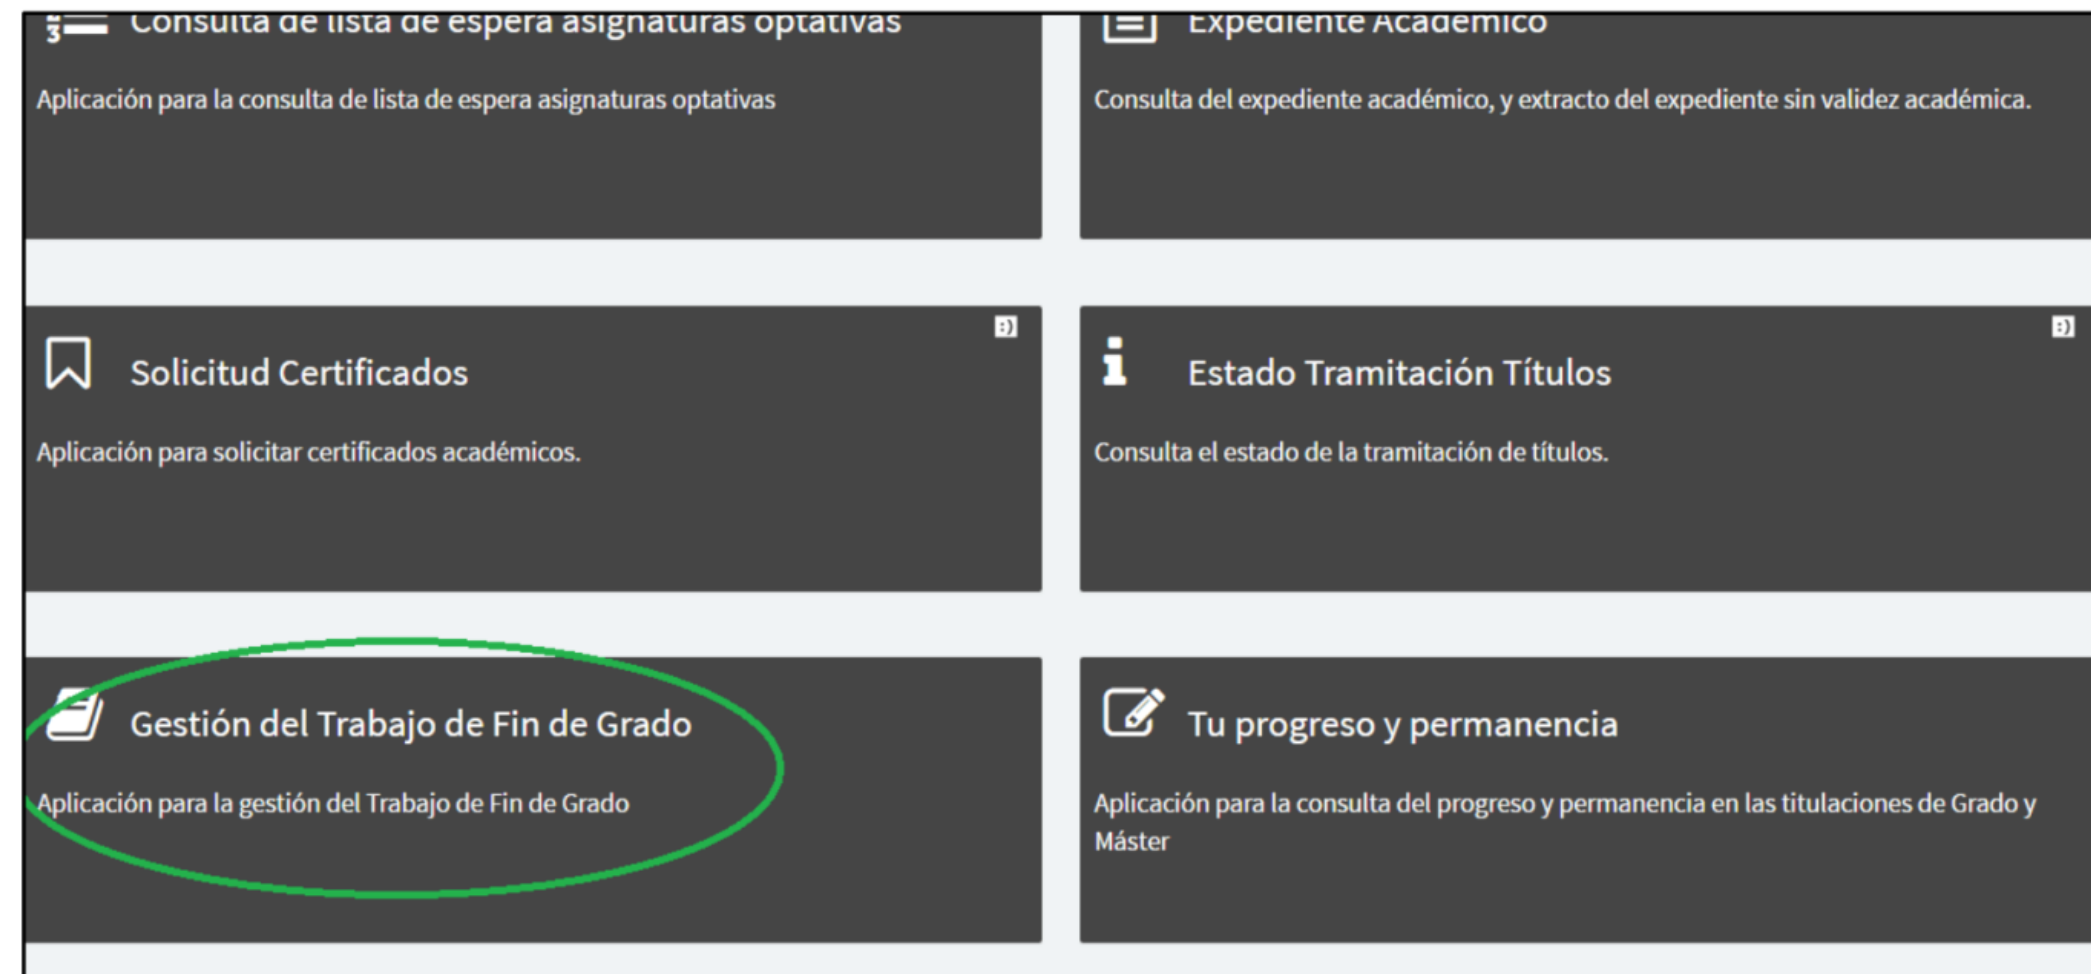 Consulta de lista de espera asignaturas optativas
Aplicación para la consulta de lista de espera asignaturas optativas
Expediente Académico
Consulta del expediente académico, y extracto del expediente sin validez académica.
:)
Solicitud Certificados
Aplicación para solicitar certificados académicos.
:)
Estado Tramitación Títulos
Consulta el estado de la tramitación de títulos.
Gestión del Trabajo de Fin de Grado
Aplicación para la gestión del Trabajo de Fin de Grado
Tu progreso y permanencia
Aplicación para la consulta del progreso y permanencia en las titulaciones de Grado y
Máster